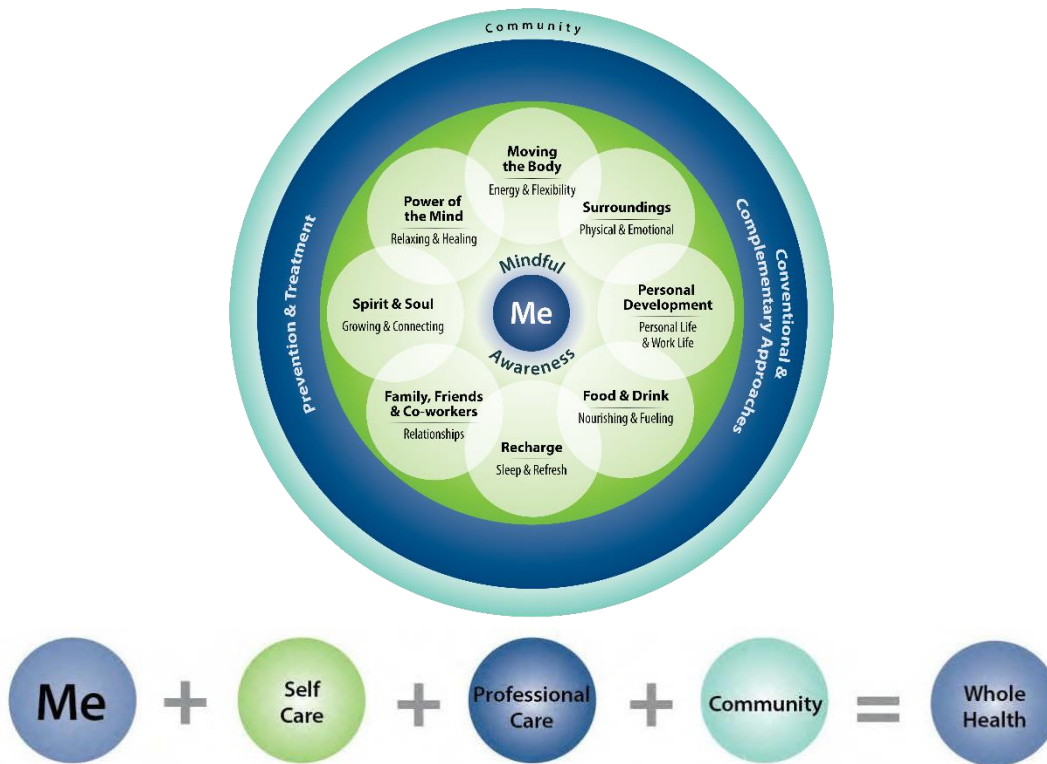 Community
Moving
the Body
Energy & Flexibility
Power of
the Mind
Relaxing & Healing
Surroundings
Physical & Emotional
Mindful
Me
Awareness
Spirit & Soul
Growing & Connecting
Personal
Development
Personal Life
& Work Life
Family, Friends
& Co-workers
Relationships
Food & Drink
Nourishing & Fueling
Recharge
Sleep & Refresh
Prevention & Treatment
Conventional &
Complementary Approaches
Me
+
Self
Care
+
Professional
Care
+
Community
=
Whole
Health